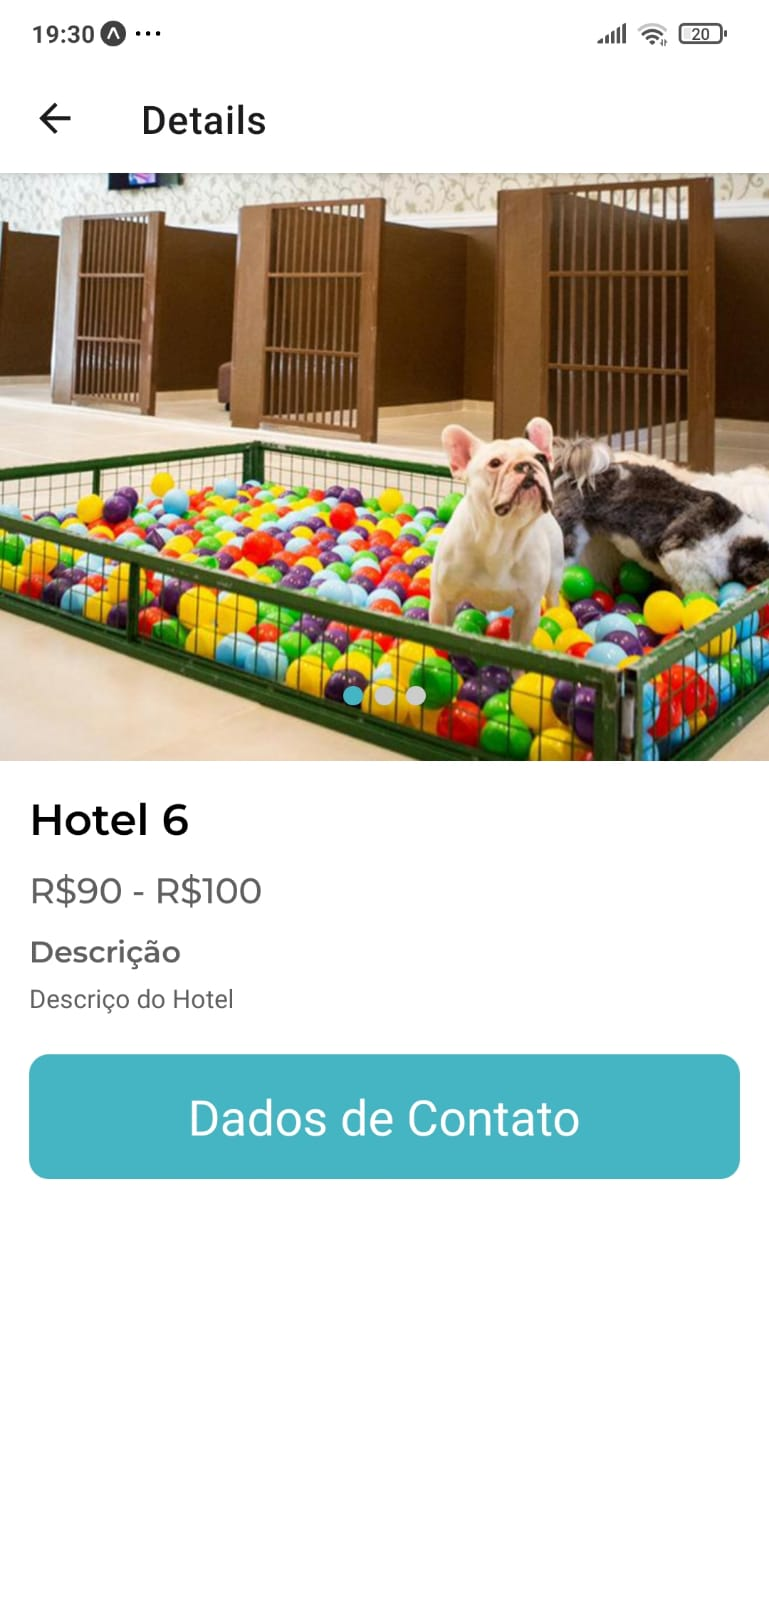 19:30
20
Details
Hotel 6
R$90 - R$100
Descrição
Descriço do Hotel
Dados de Contato